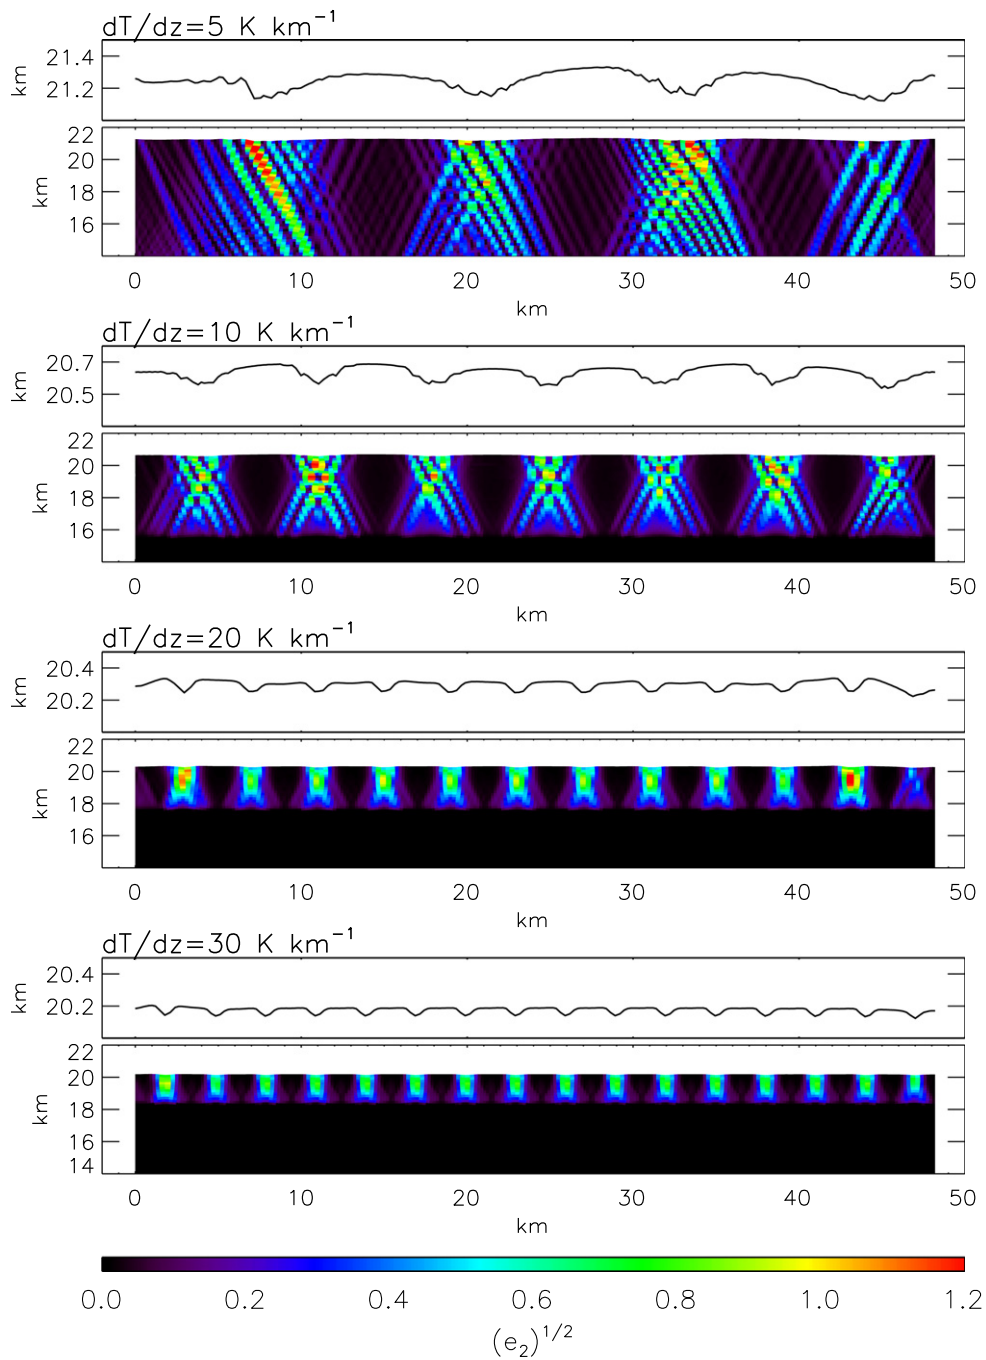 dT/dz=5 K km⁻¹
21.4
21.2
km
22
20
18
16
km
0 10 20 30 40 50
km
dT/dz=10 K km⁻¹
20.7
20.5
km
22
20
18
16
km
0 10 20 30 40 50
km
dT/dz=20 K km⁻¹
20.4
20.2
km
22
20
18
16
km
0 10 20 30 40 50
km
dT/dz=30 K km⁻¹
20.4
20.2
km
22
20
18
16
14
km
0 10 20 30 40 50
km
0.0 0.2 0.4 0.6 0.8 1.0 1.2
(e₂)¹/²